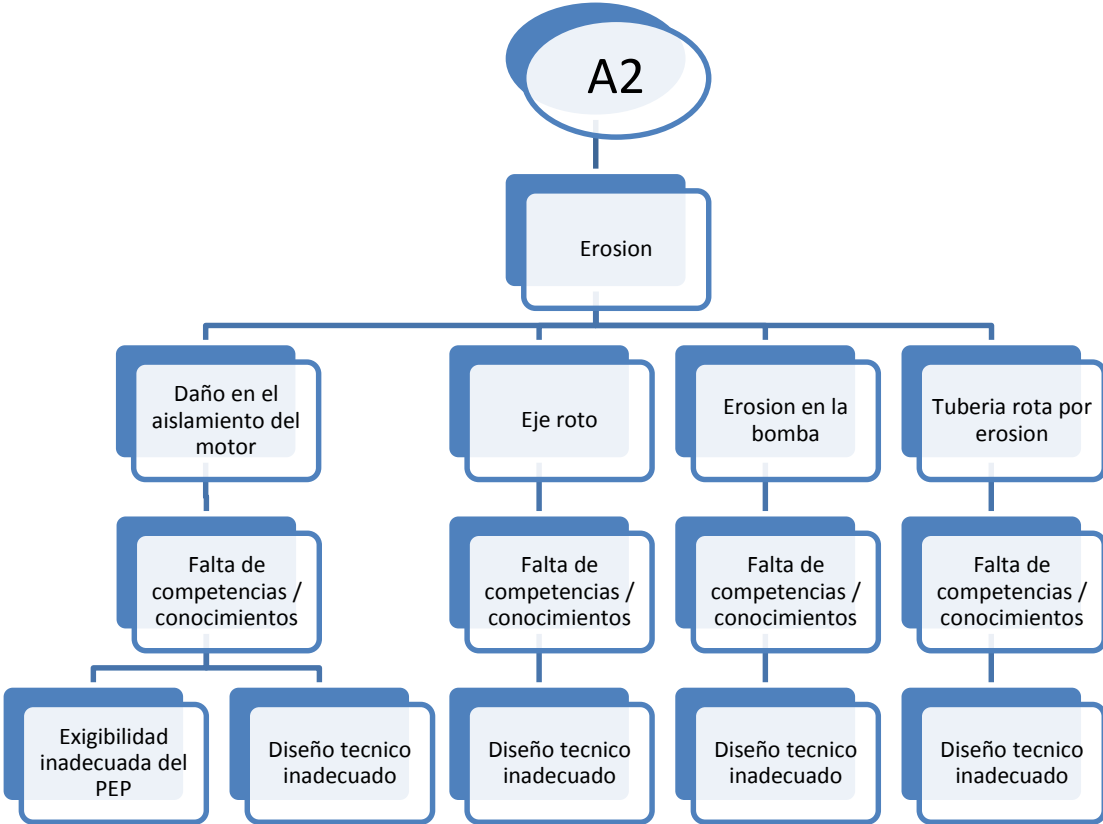 A2
Erosion
Daño en el
aislamiento del
motor
Eje roto
Erosion en la
bomba
Tuberia rota por
erosion
Falta de
competencias /
conocimientos
Falta de
competencias /
conocimientos
Falta de
competencias /
conocimientos
Falta de
competencias /
conocimientos
Exigibilidad
inadecuada del
PEP
Diseño tecnico
inadecuado
Diseño tecnico
inadecuado
Diseño tecnico
inadecuado
Diseño tecnico
inadecuado